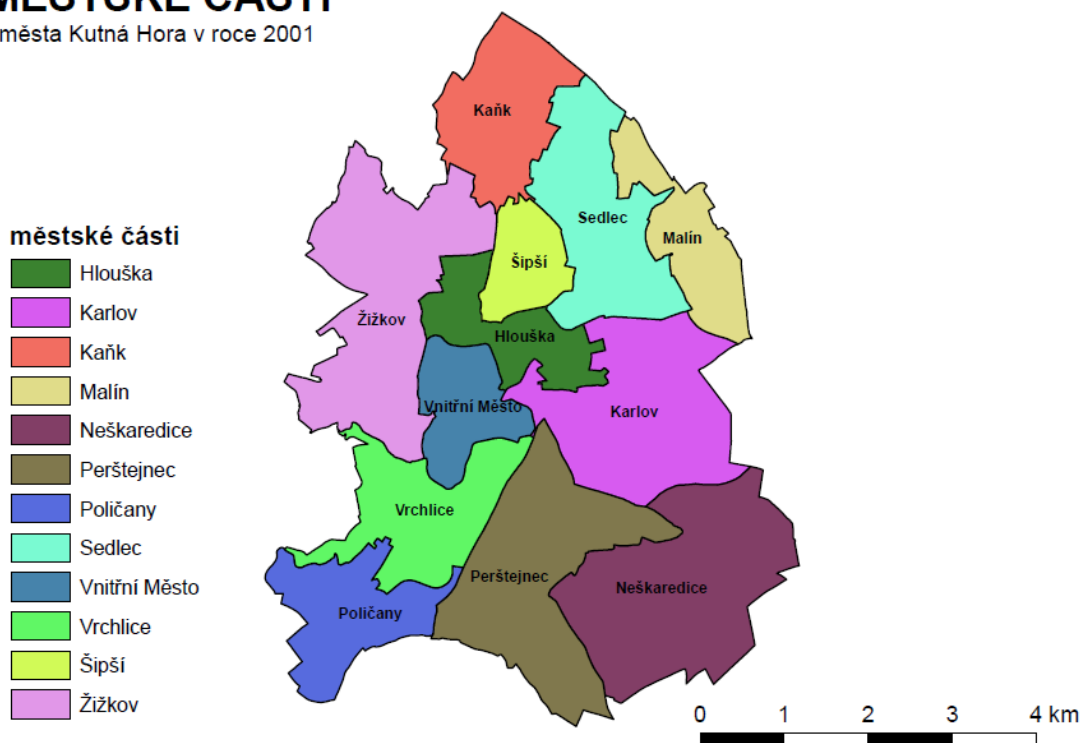 MĚSTSKÉ ČÁSTI
města Kutná Hora v roce 2001
Kaňk
Sedlec
Malín
Šipší
Žižkov
Hlouška
Vnitřní Město
Karlov
Vrchlice
Perštejnec
Neškaredice
Poličany
městské části
Hlouška
Karlov
Kaňk
Malín
Neškaredice
Perštejnec
Poličany
Sedlec
Vnitřní Město
Vrchlice
Šipší
Žižkov
0 1 2 3 4 km